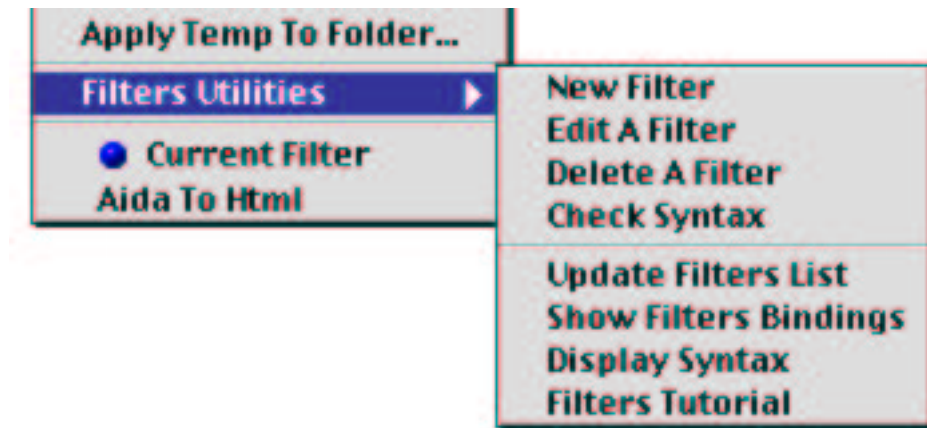 Apply Temp To Folder...
Filters Utilities
Current Filter
Aida To Html
New Filter
Edit A Filter
Delete A Filter
Check Syntax
Update Filters List
Show Filters Bindings
Display Syntax
Filters Tutorial